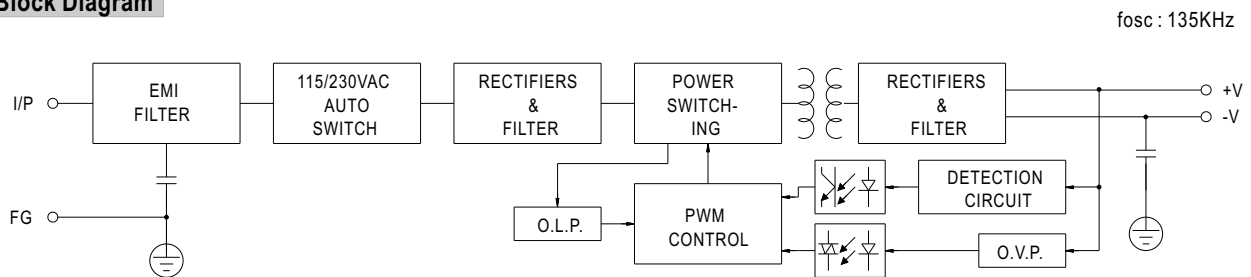 Block Diagram
fosc : 135KHz
I/P
EMI
FILTER
115/230VAC
AUTO
SWITCH
RECTIFIERS
&
FILTER
POWER
SWITCH-
ING
RECTIFIERS
&
FILTER
+V
-V
FG
O.L.P.
PWM
CONTROL
DETECTION
CIRCUIT
O.V.P.